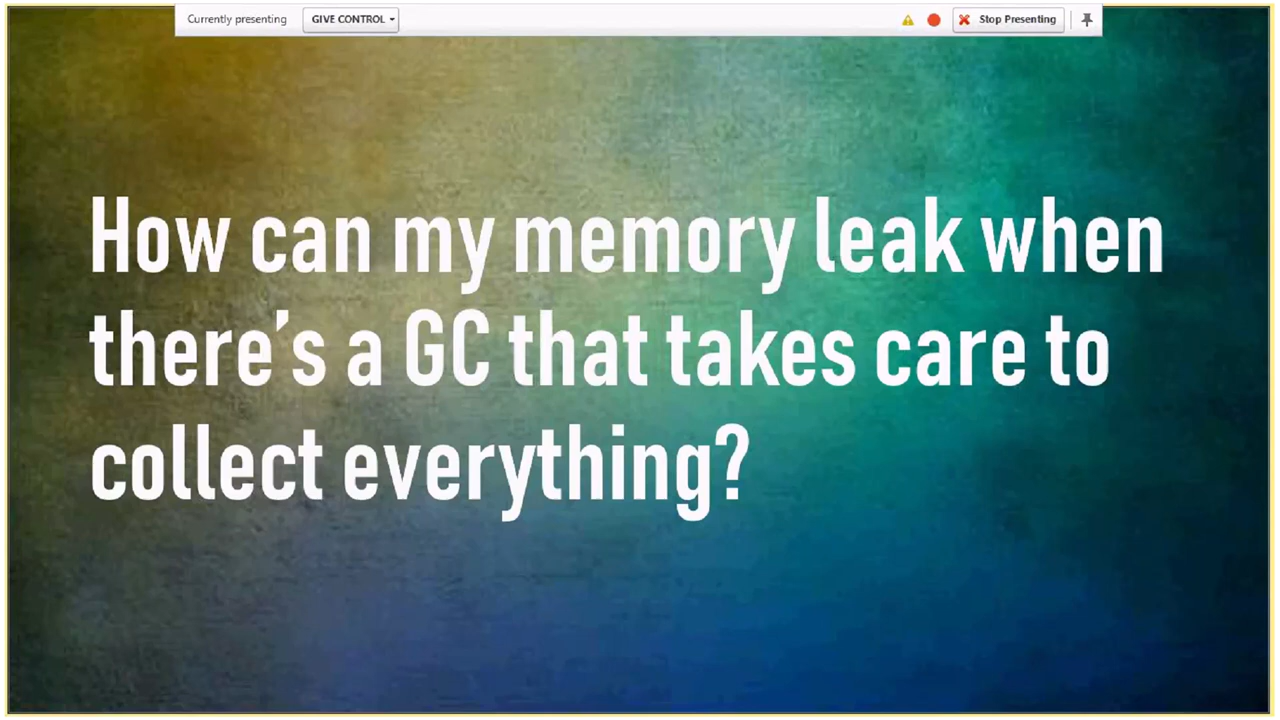 Currently presenting GIVE CONTROL Stop Presenting
How can my memory leak when
there's a GC that takes care to
collect everything?